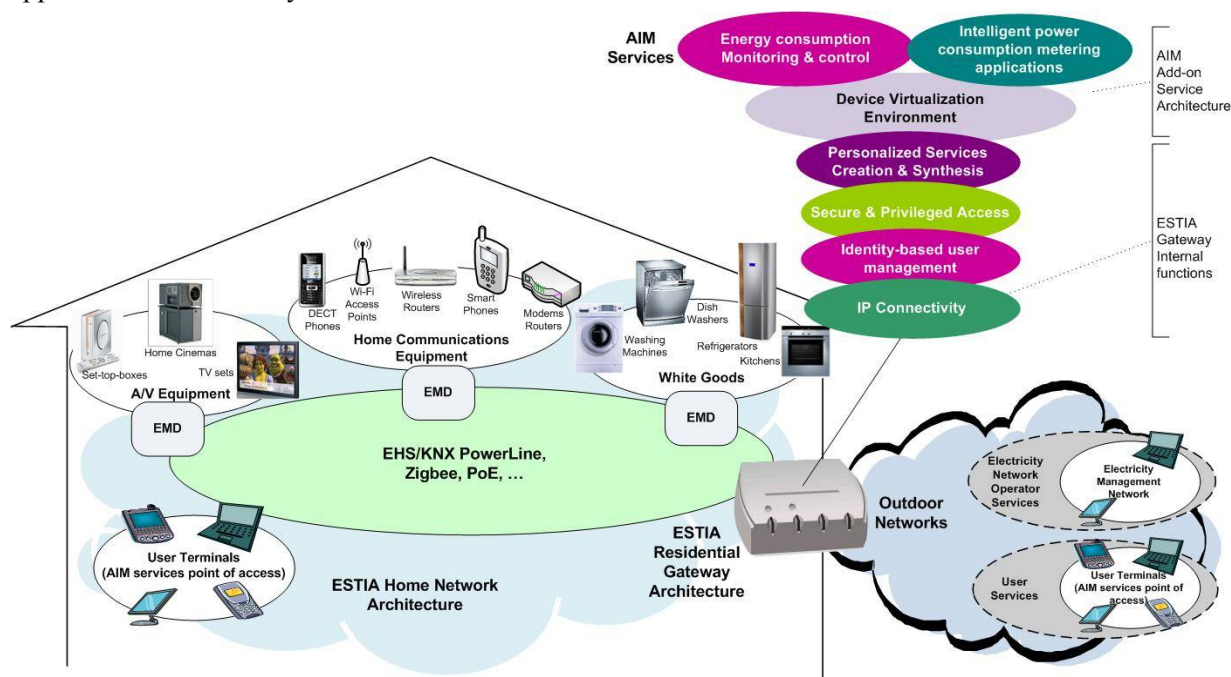 AIM
Services
Energy consumption
Monitoring & control
Intelligent power
consumption metering
applications
AIM
Add-on
Service
Architecture
Device Virtualization
Environment
Personalized Services
Creation & Synthesis
Secure & Privileged Access
Identity-based user
management
IP Connectivity
ESTIA
Gateway
Internal
functions
DECT
Phones
Wi-Fi
Access
Points
Wireless
Routers
Smart
Phones
Modems
Routers
Home Communications
Equipment
Set-top-boxes
Home Cinemas
TV sets
A/V Equipment
Washing
Machines
Dish
Washers
Refrigerators
Kitchens
White Goods
EMD
EMD
EMD
EHS/KNX PowerLine,
Zigbee, PoE, …
User Terminals
(AIM services point of access)
ESTIA Home Network
Architecture
ESTIA
Residential
Gateway
Architecture
Outdoor
Networks
Electricity
Network
Operator
Services
Electricity
Management
Network
User
Services
User Terminals
(AIM services point of
access)